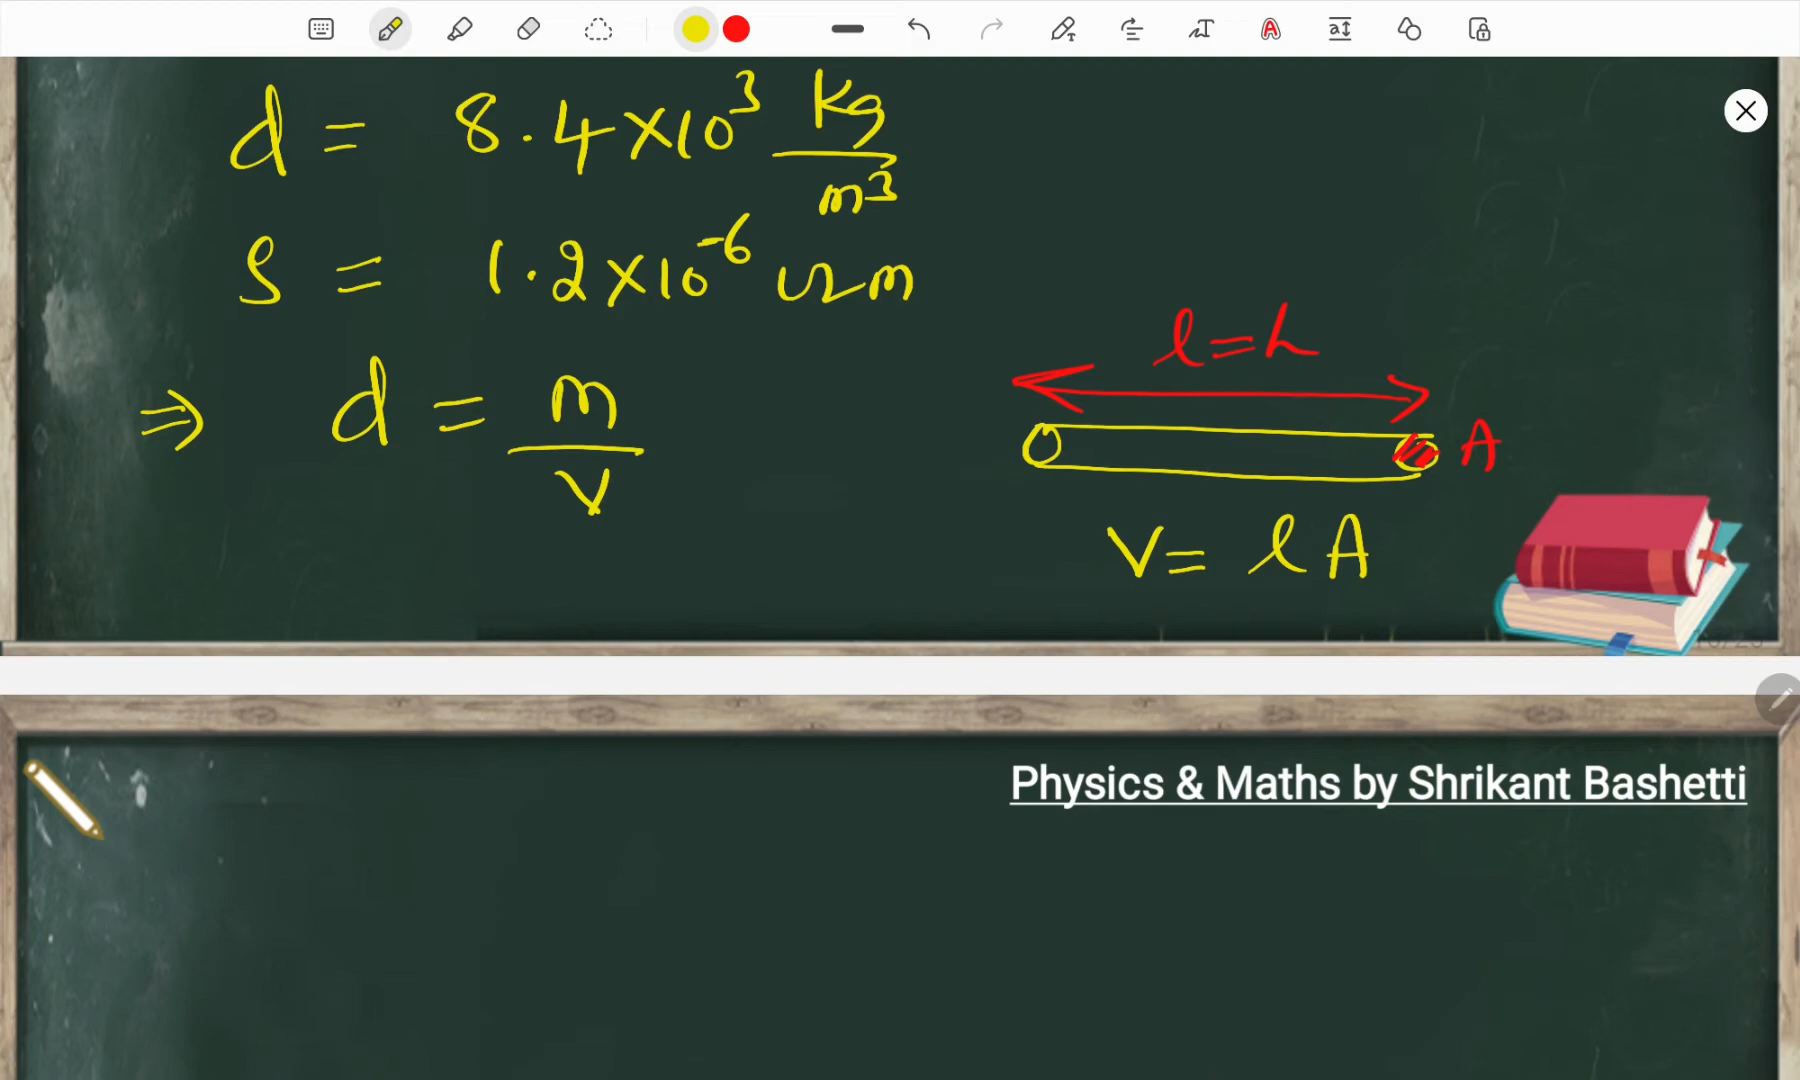 d = 8.4×10³ Kg/m³
ρ = 1.2×10⁻⁶ Ωm
l = L
⇒ d = m/V
A
V = lA
Physics & Maths by Shrikant Bashetti